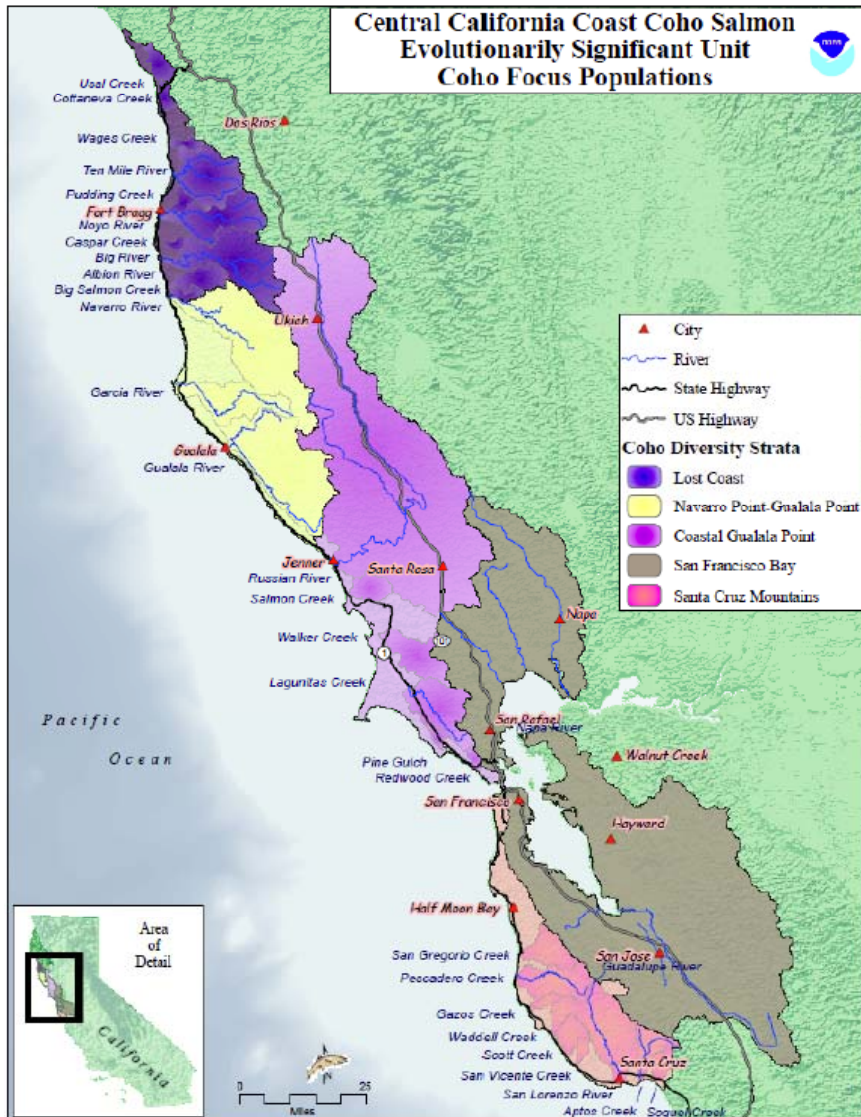 Central California Coast Coho Salmon
Evolutionarily Significant Unit
Coho Focus Populations
noaa
Usal Creek
Cottaneva Creek
Dos Rios
Wages Creek
Ten Mile River
Pudding Creek
Fort Bragg
Noyo River
Caspar Creek
Big River
Albion River
Big Salmon Creek
Navarro River
Ukiah
Garcia River
Gualala
Gualala River
City
River
State Highway
US Highway
Coho Diversity Strata
Lost Coast
Navarro Point-Gualala Point
Coastal Gualala Point
San Francisco Bay
Santa Cruz Mountains
Jenner
Russian River
Santa Rosa
Salmon Creek
Napa
Walker Creek
1
101
Lagunitas Creek
Pacific
Ocean
San Rafael
Napa River
Walnut Creek
Pine Gulch
Redwood Creek
San Francisco
Hayward
Half Moon Bay
San Gregorio Creek
San Jose
Guadalupe River
Pescadero Creek
Gazos Creek
Waddell Creek
Scott Creek
Santa Cruz
San Vicente Creek
San Lorenzo River
Aptos Creek
Soquel Creek
Area
of
Detail
California
N
0
25
Miles